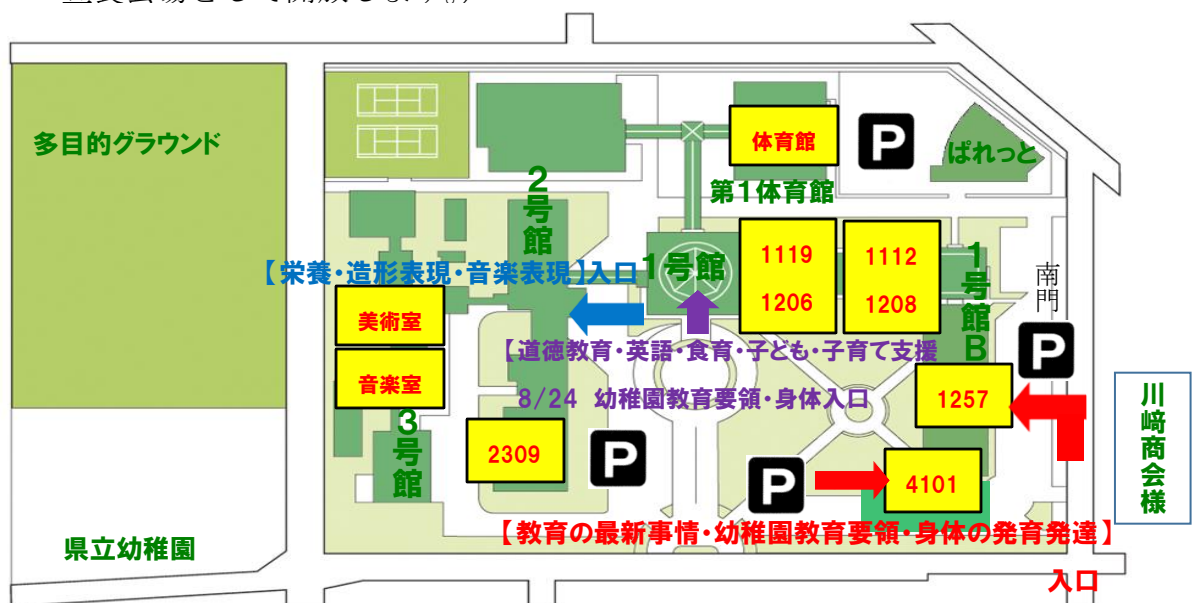 多目的グラウンド
体育館
P
ぱれっと
第1体育館
2号館
1号館
1119
1206
1112
1208
1号館B
南門
【栄養・造形表現・音楽表現】入口
美術室
音楽室
【道徳教育・英語・食育・子ども・子育て支援
8/24 幼稚園教育要領・身体入口
P
1257
川﨑商会様
3号館
2309
P
P
4101
【教育の最新事情・幼稚園教育要領・身体の発育発達】
入口
県立幼稚園